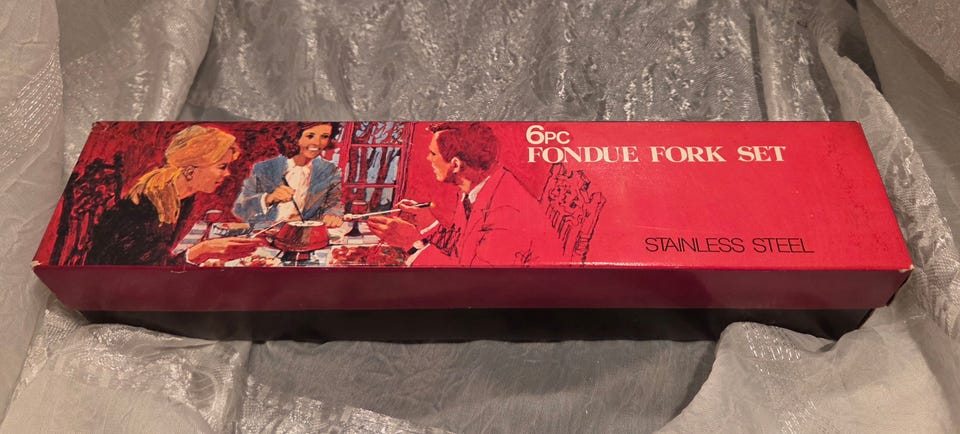 6PC
FONDUE FORK SET
STAINLESS STEEL